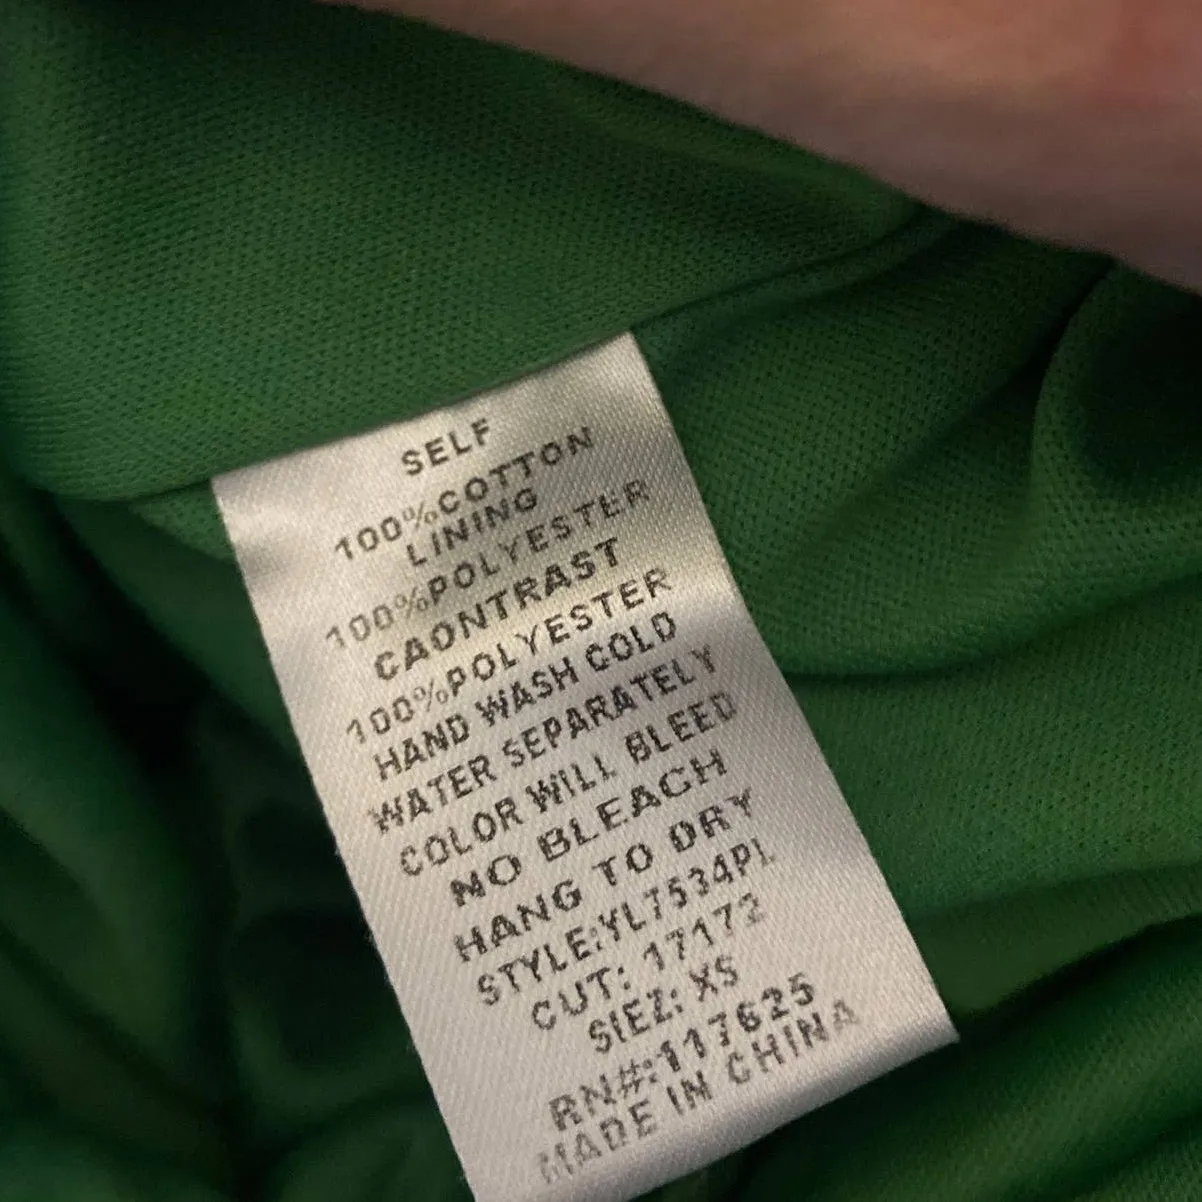 SELF
100%COTTON
LINING
100%POLYESTER
CAONTRAST
100%POLYESTER
HAND WASH COLD
WATER SEPARATELY
COLOR WILL BLEED
NO BLEACH
HANG TO DRY
STYLE:YL7534PL
CUT: 17172
SIEZ: XS
RN#:117625
MADE IN CHINA